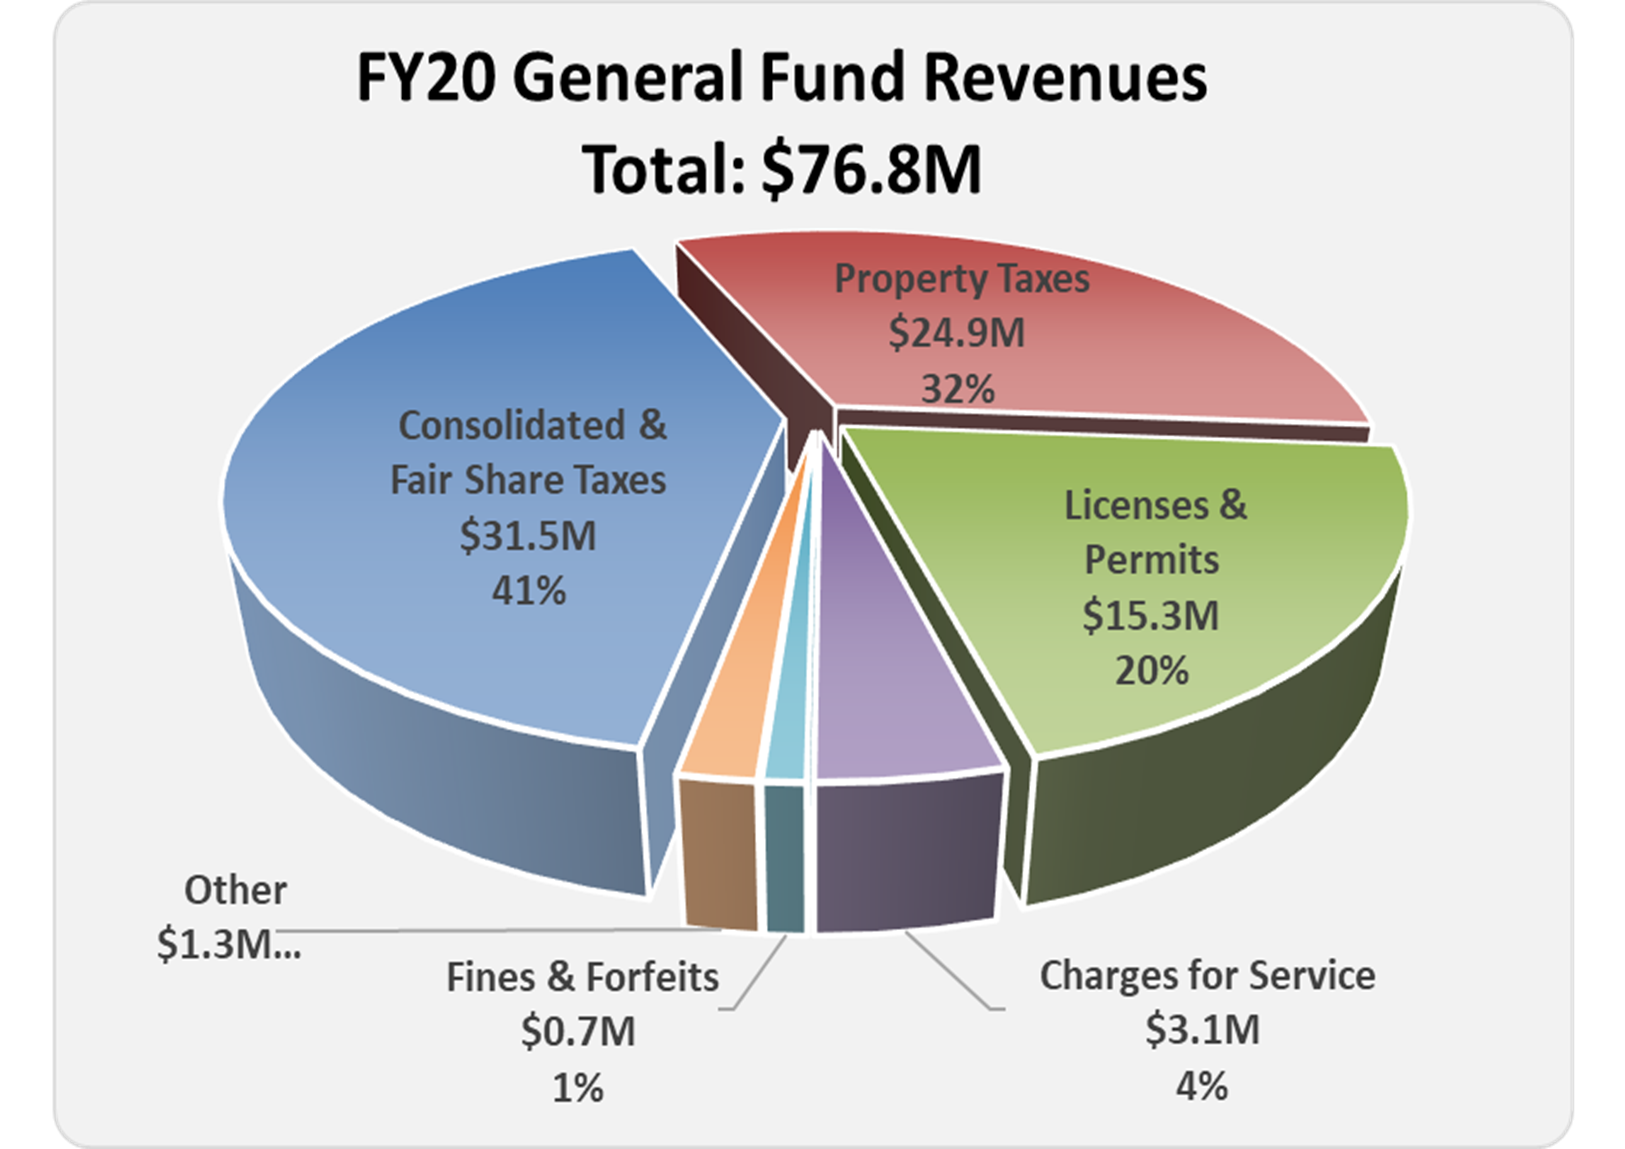 FY20 General Fund Revenues
Total: $76.8M
Property Taxes
$24.9M
32%
Consolidated &
Fair Share Taxes
$31.5M
41%
Licenses &
Permits
$15.3M
20%
Other
$1.3M...
Fines & Forfeits
$0.7M
1%
Charges for Service
$3.1M
4%